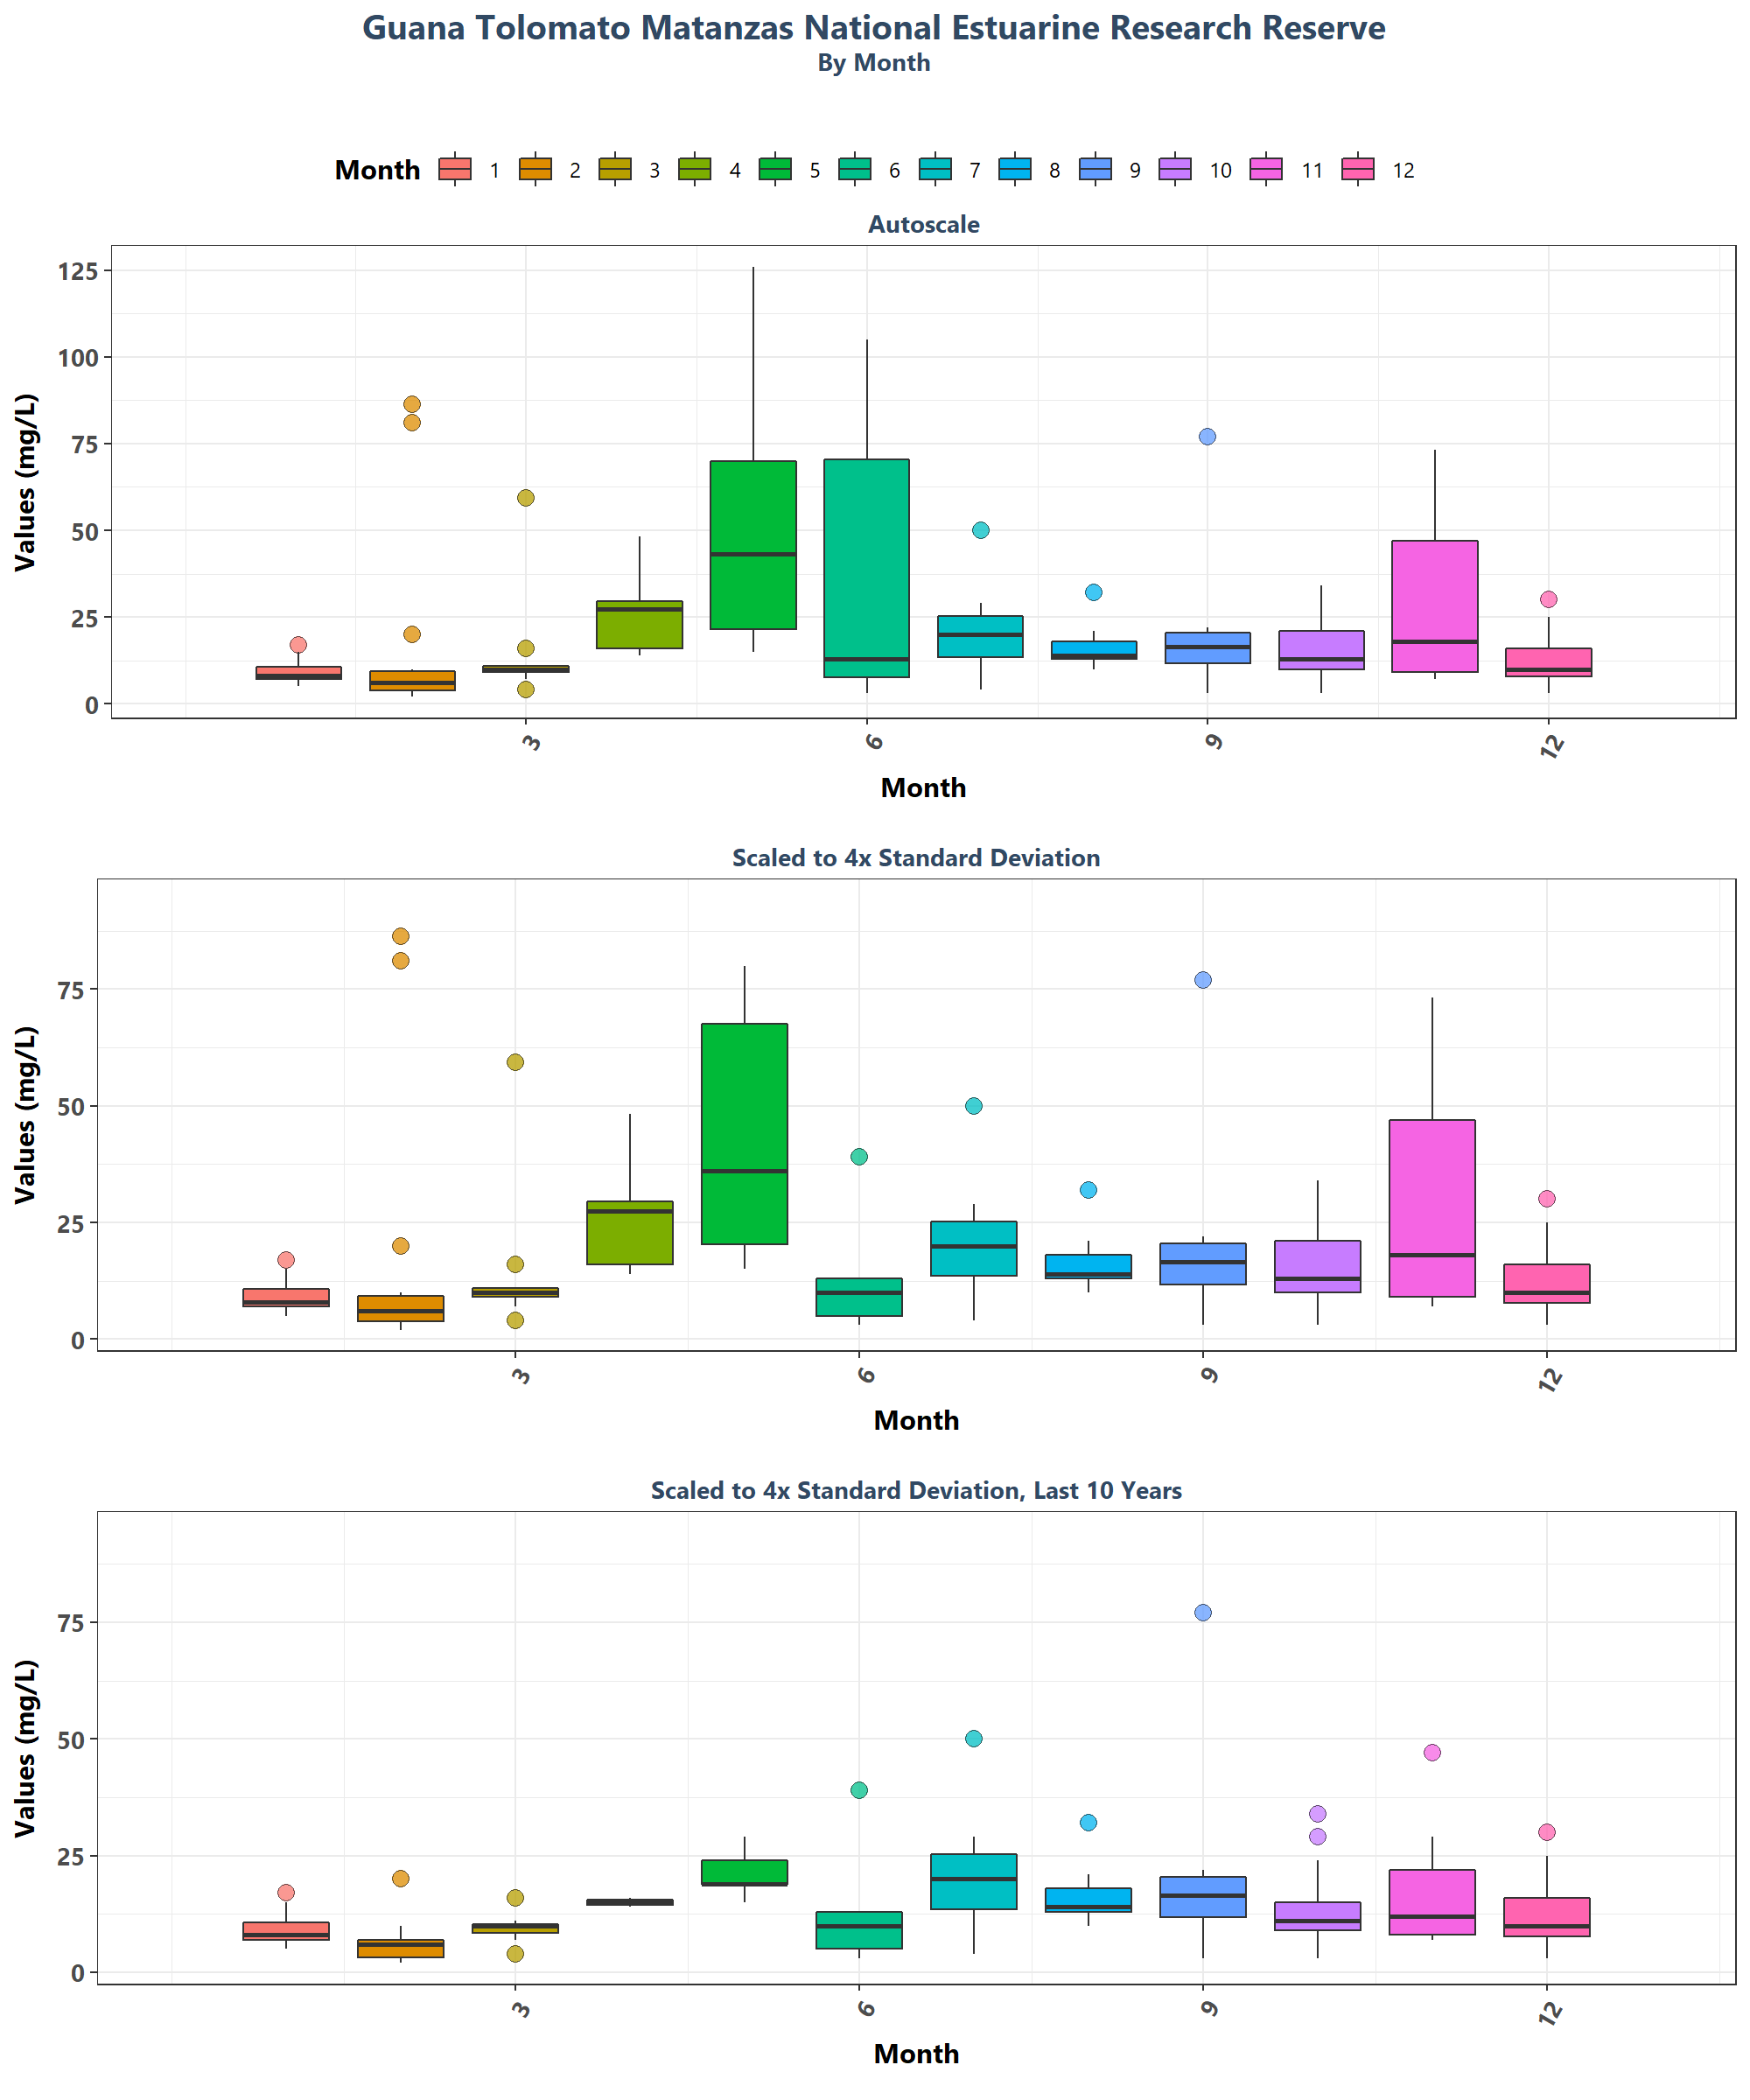 Guana Tolomato Matanzas National Estuarine Research Reserve
By Month
Month 1 2 3 4 5 6 7 8 9 10 11 12
Autoscale
Values (mg/L)
125
100
75
50
25
0
3 6 9 12
Month
Scaled to 4x Standard Deviation
Values (mg/L)
75
50
25
0
3 6 9 12
Month
Scaled to 4x Standard Deviation, Last 10 Years
Values (mg/L)
75
50
25
0
3 6 9 12
Month